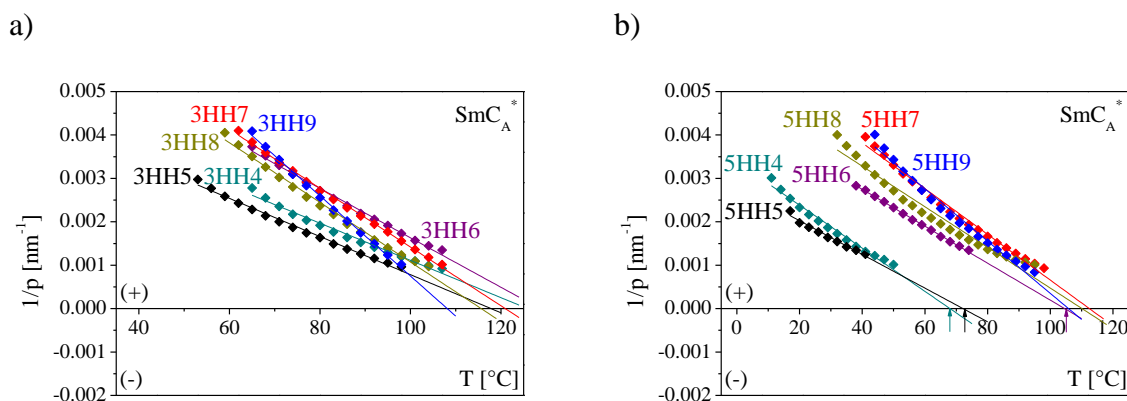 a)
b)
0.005
3HH7
3HH9
SmC_A^*
0.004
3HH8
0.003
3HH5
3HH4
0.002
3HH6
0.001
(+)
0.000
40 60 80 100 120
-0.001
(-)
T [°C]
-0.002
1/p [nm^-1]
0.005
5HH8
5HH7
SmC_A^*
0.004
5HH9
0.003
5HH4
5HH6
0.002
5HH5
0.001
(+)
0.000
0 20 40 60 80 100 120
-0.001
(-)
T [°C]
-0.002
1/p [nm^-1]